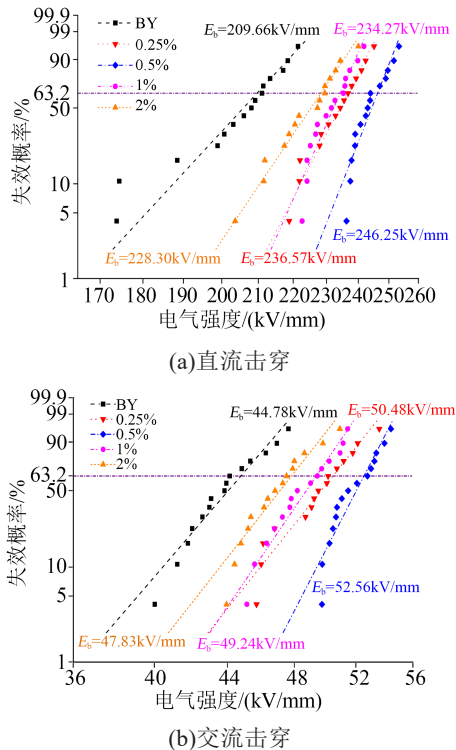 99.9
99
90
63.2
50
10
5
1
失效概率/%
BY
0.25%
0.5%
1%
2%
Eb=209.66kV/mm
Eb=234.27kV/mm
Eb=228.30kV/mm
Eb=236.57kV/mm
Eb=246.25kV/mm
170 180 190 200 210 220 230 240 250 260
电气强度/(kV/mm)
(a)直流击穿
99.9
99
90
63.2
50
10
5
1
失效概率/%
BY
0.25%
0.5%
1%
2%
Eb=44.78kV/mm
Eb=50.48kV/mm
Eb=52.56kV/mm
Eb=47.83kV/mm
Eb=49.24kV/mm
36 40 44 48 52 56
电气强度/(kV/mm)
(b)交流击穿